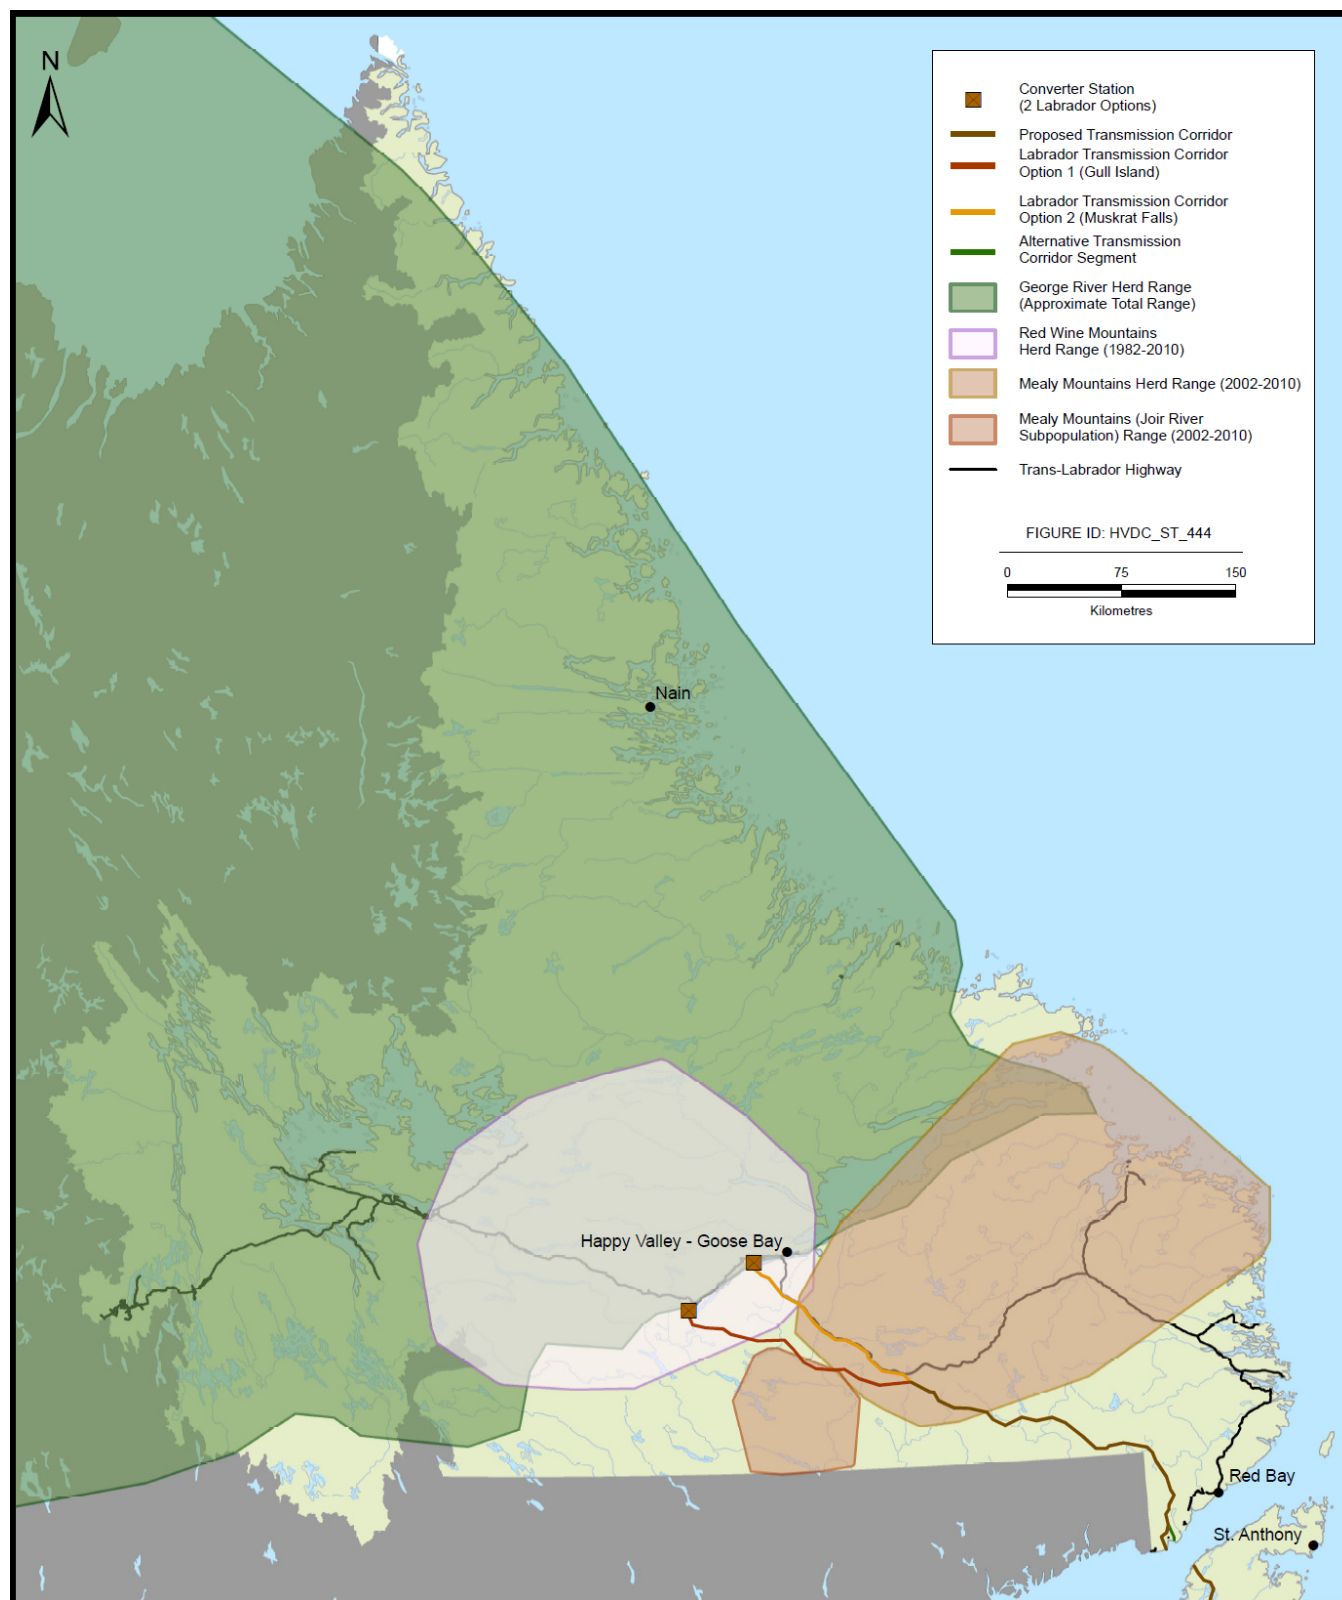 N
Converter Station
(2 Labrador Options)
Proposed Transmission Corridor
Labrador Transmission Corridor
Option 1 (Gull Island)
Labrador Transmission Corridor
Option 2 (Muskrat Falls)
Alternative Transmission
Corridor Segment
George River Herd Range
(Approximate Total Range)
Red Wine Mountains
Herd Range (1982-2010)
Mealy Mountains Herd Range (2002-2010)
Mealy Mountains (Joir River
Subpopulation) Range (2002-2010)
Trans-Labrador Highway
FIGURE ID: HVDC_ST_444
0 75 150
Kilometres
Nain
Happy Valley - Goose Bay
Red Bay
St. Anthony